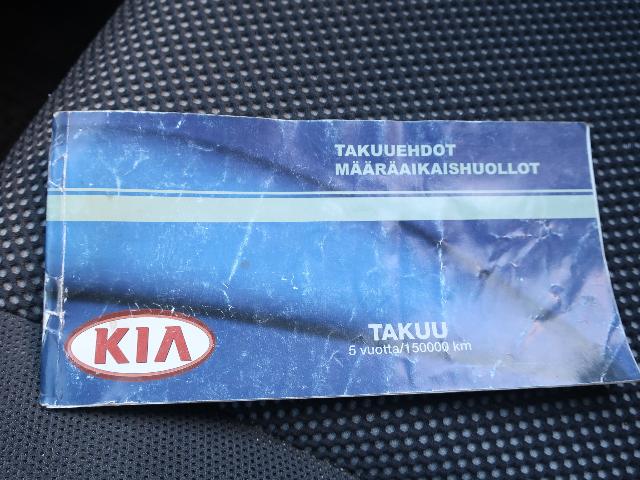 TAKUUEHDOT
MÄÄRÄAIKAISHUOLLOT
KIA
TAKUU
5 vuotta/150000 km